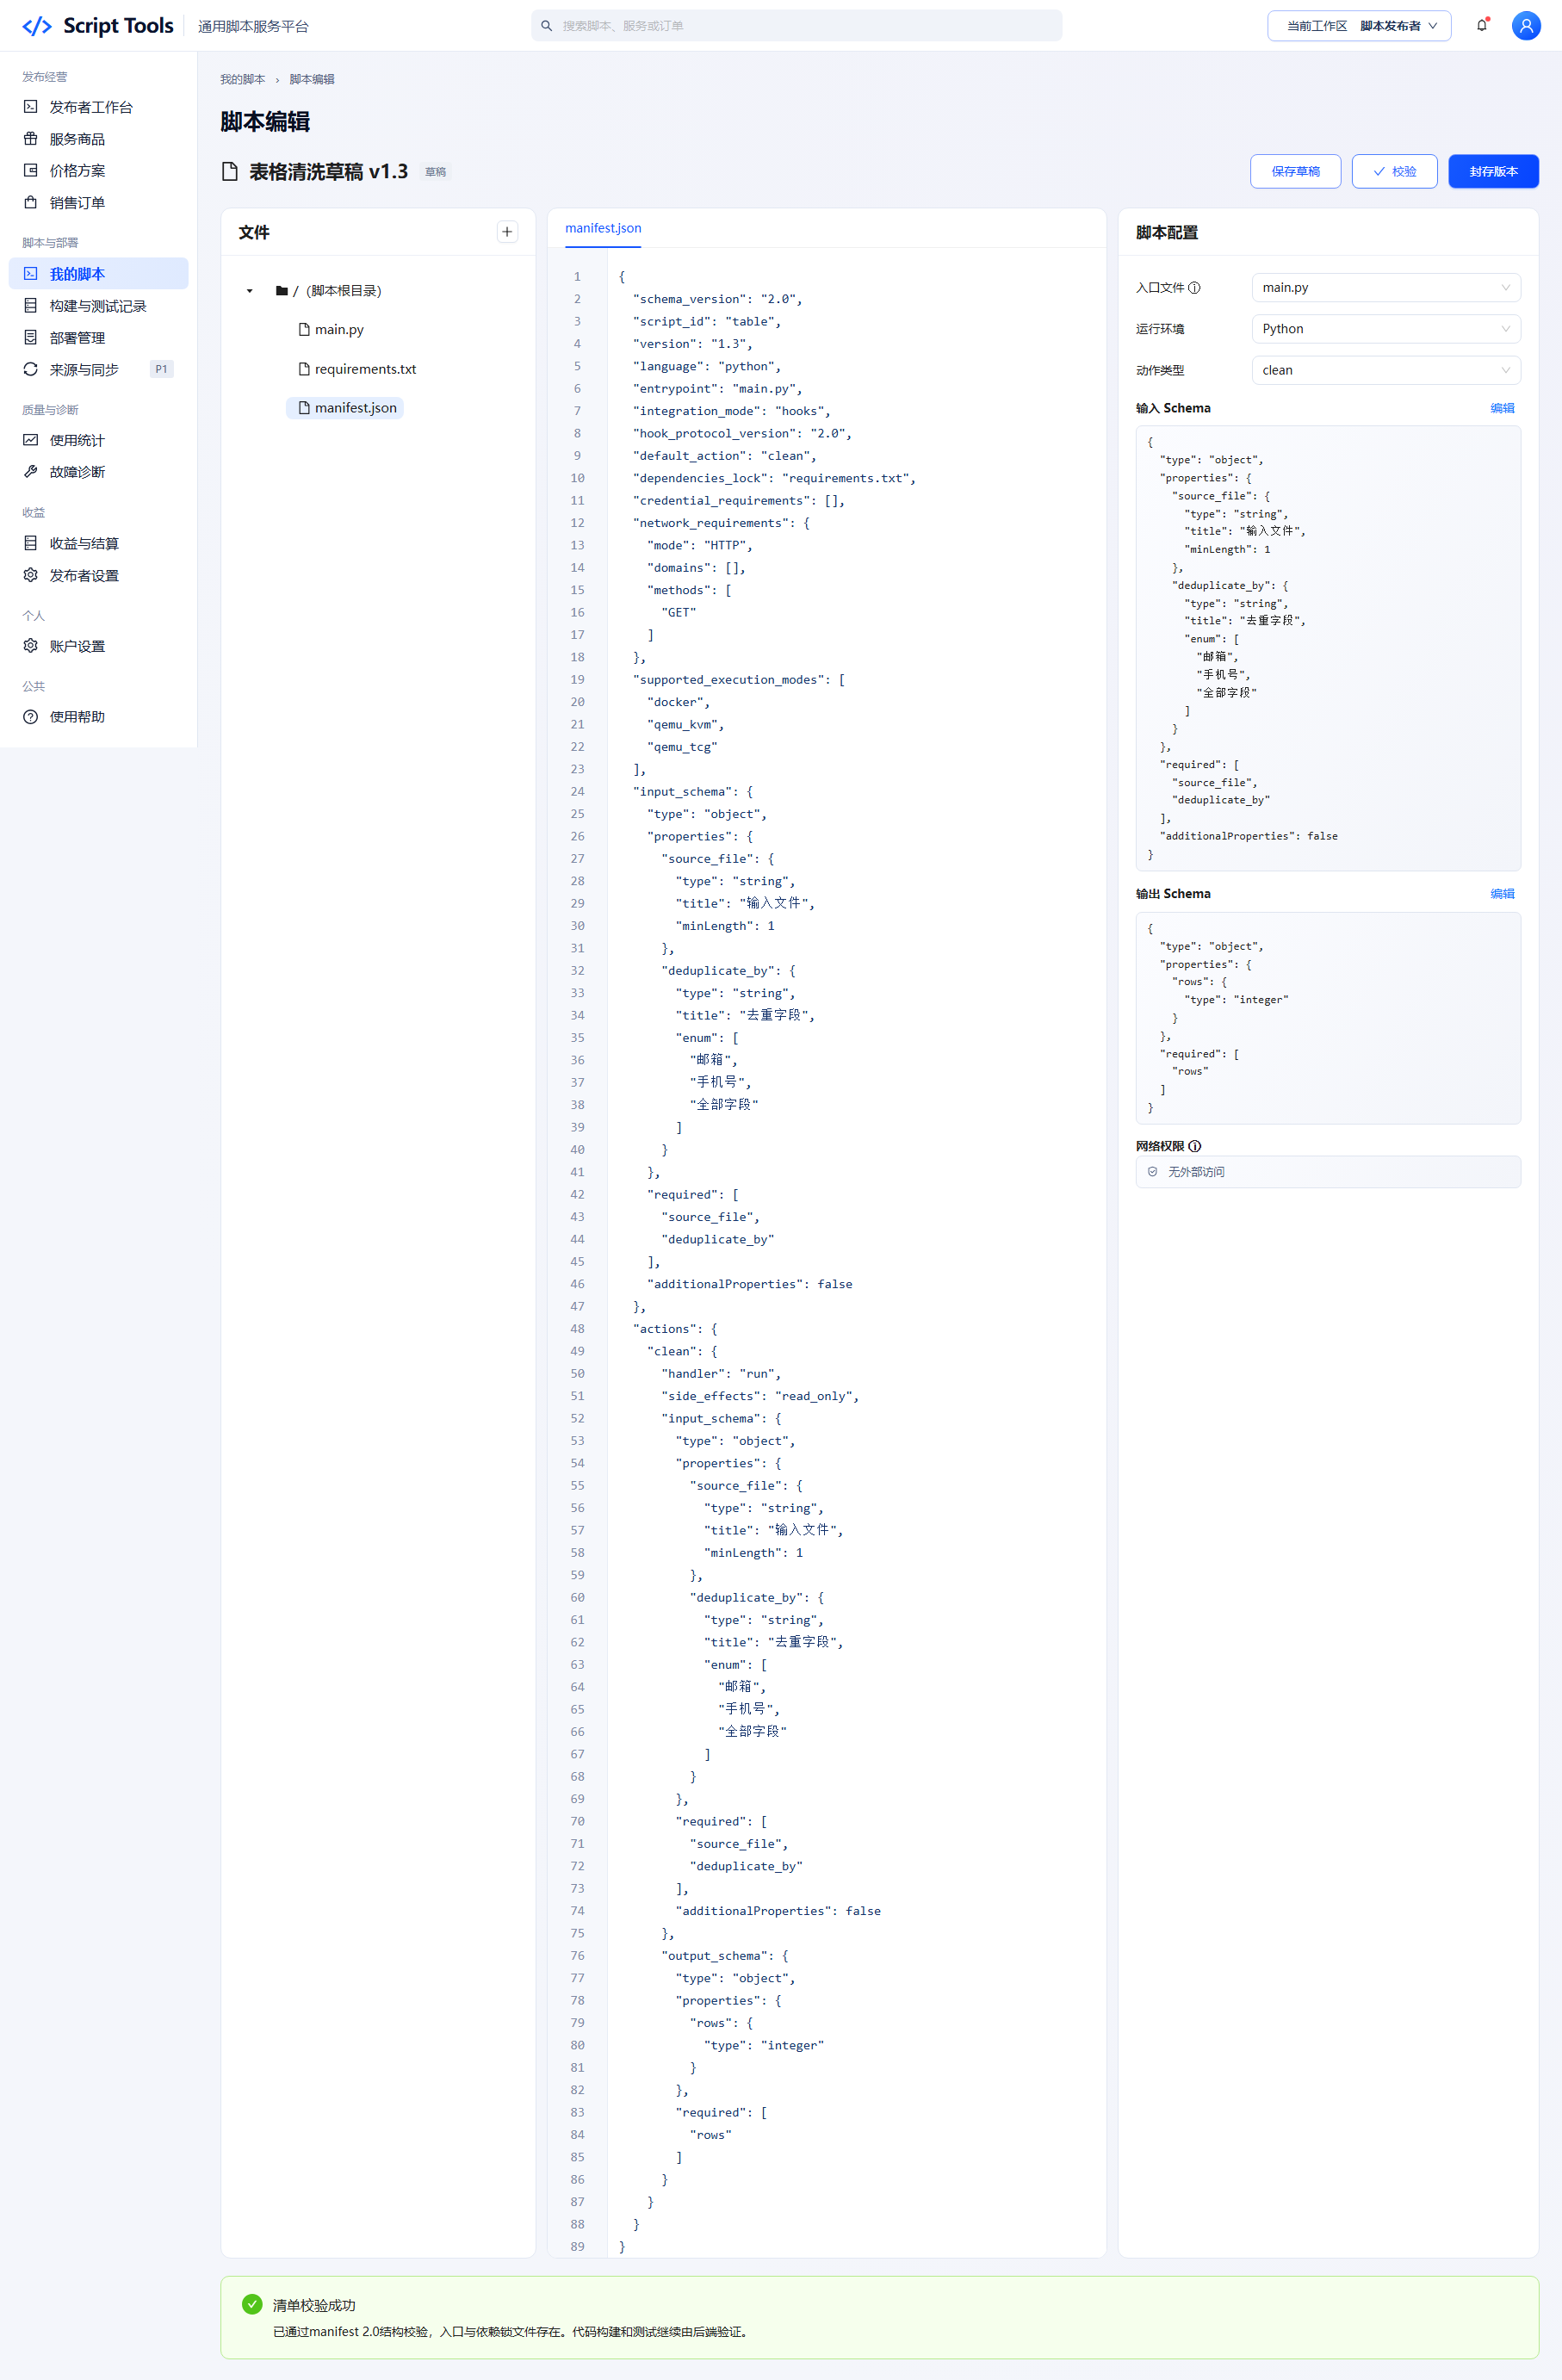 Script Tools
通用脚本服务平台
搜索脚本、服务或订单
当前工作区 脚本发布者
发布经营
发布者工作台
服务商品
价格方案
销售订单
脚本与部署
我的脚本
构建与测试记录
部署管理
来源与同步 P1
质量与诊断
使用统计
故障诊断
收益
收益与结算
发布者设置
个人
账户设置
公共
使用帮助
我的脚本 › 脚本编辑
脚本编辑
表格清洗草稿 v1.3 草稿
保存草稿
校验
封存版本
文件
/（脚本根目录）
main.py
requirements.txt
manifest.json
manifest.json
1 {
2 "schema_version": "2.0",
3 "script_id": "table",
4 "version": "1.3",
5 "language": "python",
6 "entrypoint": "main.py",
7 "integration_mode": "hooks",
8 "hook_protocol_version": "2.0",
9 "default_action": "clean",
10 "dependencies_lock": "requirements.txt",
11 "credential_requirements": [],
12 "network_requirements": {
13 "mode": "HTTP",
14 "domains": [],
15 "methods": [
16 "GET"
17 ]
18 },
19 "supported_execution_modes": [
20 "docker",
21 "qemu_kvm",
22 "qemu_tcg"
23 ],
24 "input_schema": {
25 "type": "object",
26 "properties": {
27 "source_file": {
28 "type": "string",
29 "title": "输入文件",
30 "minLength": 1
31 },
32 "deduplicate_by": {
33 "type": "string",
34 "title": "去重字段",
35 "enum": [
36 "邮箱",
37 "手机号",
38 "全部字段"
39 ]
40 }
41 },
42 "required": [
43 "source_file",
44 "deduplicate_by"
45 ],
46 "additionalProperties": false
47 },
48 "actions": {
49 "clean": {
50 "handler": "run",
51 "side_effects": "read_only",
52 "input_schema": {
53 "type": "object",
54 "properties": {
55 "source_file": {
56 "type": "string",
57 "title": "输入文件",
58 "minLength": 1
59 },
60 "deduplicate_by": {
61 "type": "string",
62 "title": "去重字段",
63 "enum": [
64 "邮箱",
65 "手机号",
66 "全部字段"
67 ]
68 }
69 },
70 "required": [
71 "source_file",
72 "deduplicate_by"
73 ],
74 "additionalProperties": false
75 },
76 "output_schema": {
77 "type": "object",
78 "properties": {
79 "rows": {
80 "type": "integer"
81 }
82 },
83 "required": [
84 "rows"
85 ]
86 }
87 }
88 }
89 }
脚本配置
入口文件 main.py
运行环境 Python
动作类型 clean
输入 Schema 编辑
{
"type": "object",
"properties": {
"source_file": {
"type": "string",
"title": "输入文件",
"minLength": 1
},
"deduplicate_by": {
"type": "string",
"title": "去重字段",
"enum": [
"邮箱",
"手机号",
"全部字段"
]
}
},
"required": [
"source_file",
"deduplicate_by"
],
"additionalProperties": false
}
输出 Schema 编辑
{
"type": "object",
"properties": {
"rows": {
"type": "integer"
}
},
"required": [
"rows"
]
}
网络权限
无外部访问
清单校验成功
已通过manifest 2.0结构校验，入口与依赖锁文件存在。代码构建和测试继续由后端验证。